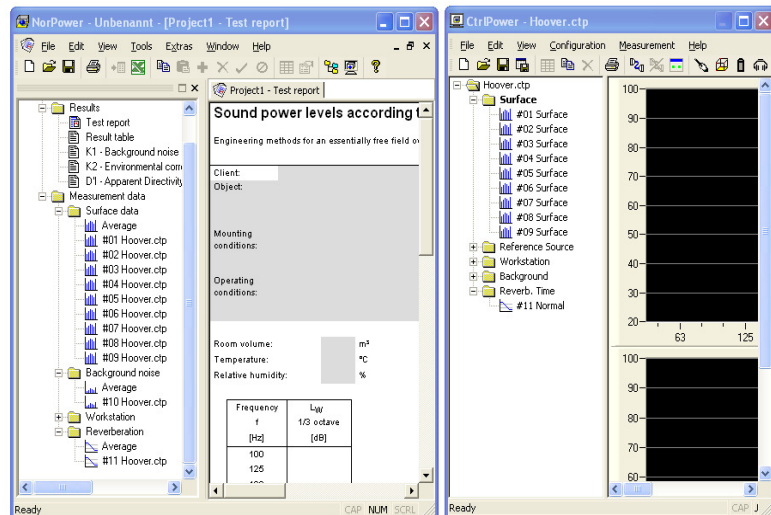 NorPower - Unbenannt - [Project1 - Test report]
File Edit View Tools Extras Window Help
Results
Test report
Result table
K1 - Background noise
K2 - Environmental corr
D'I - Apparent Directivity
Measurement data
Surface data
Average
#01 Hoover.ctp
#02 Hoover.ctp
#03 Hoover.ctp
#04 Hoover.ctp
#05 Hoover.ctp
#06 Hoover.ctp
#07 Hoover.ctp
#08 Hoover.ctp
#09 Hoover.ctp
Background noise
Average
#10 Hoover.ctp
Workstation
Reverberation
Average
#11 Hoover.ctp
Project1 - Test report
Sound power levels according
Engineering methods for an essentially free field
Client:
Object:
Mounting
conditions:
Operating
conditions:
Room volume: m³
Temperature: °C
Relative humidity: %
Frequency LW
f 1/3 octave
[Hz] [dB]
100
125
Ready CAP NUM SCRL
CtrlPower - Hoover.ctp
File Edit View Configuration Measurement Help
Hoover.ctp
Surface
#01 Surface
#02 Surface
#03 Surface
#04 Surface
#05 Surface
#06 Surface
#07 Surface
#08 Surface
#09 Surface
Reference Source
Workstation
Background
Reverb. Time
#11 Normal
100
90
80
70
60
50
40
30
20
63 125
100
90
80
70
60
Ready CAP